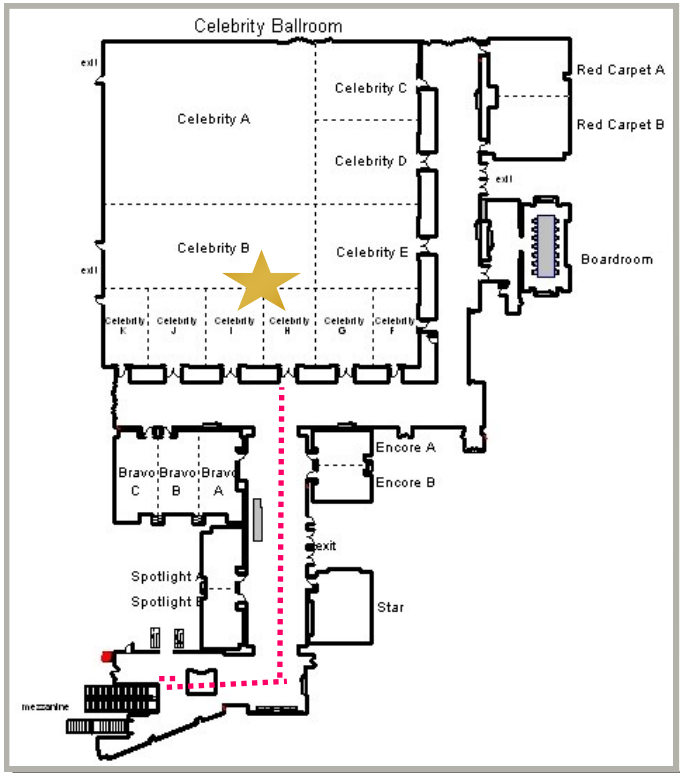 Celebrity Ballroom
exit
Celebrity A
Celebrity C
Red Carpet A
Red Carpet B
Celebrity D
exit
Celebrity B
Celebrity E
exit
Boardroom
Celebrity
K
Celebrity
J
Celebrity
I
Celebrity
H
Celebrity
G
Celebrity
F
Encore A
Encore B
Bravo
C
Bravo
B
Bravo
A
exit
Spotlight A
Spotlight B
Star
mezzanine